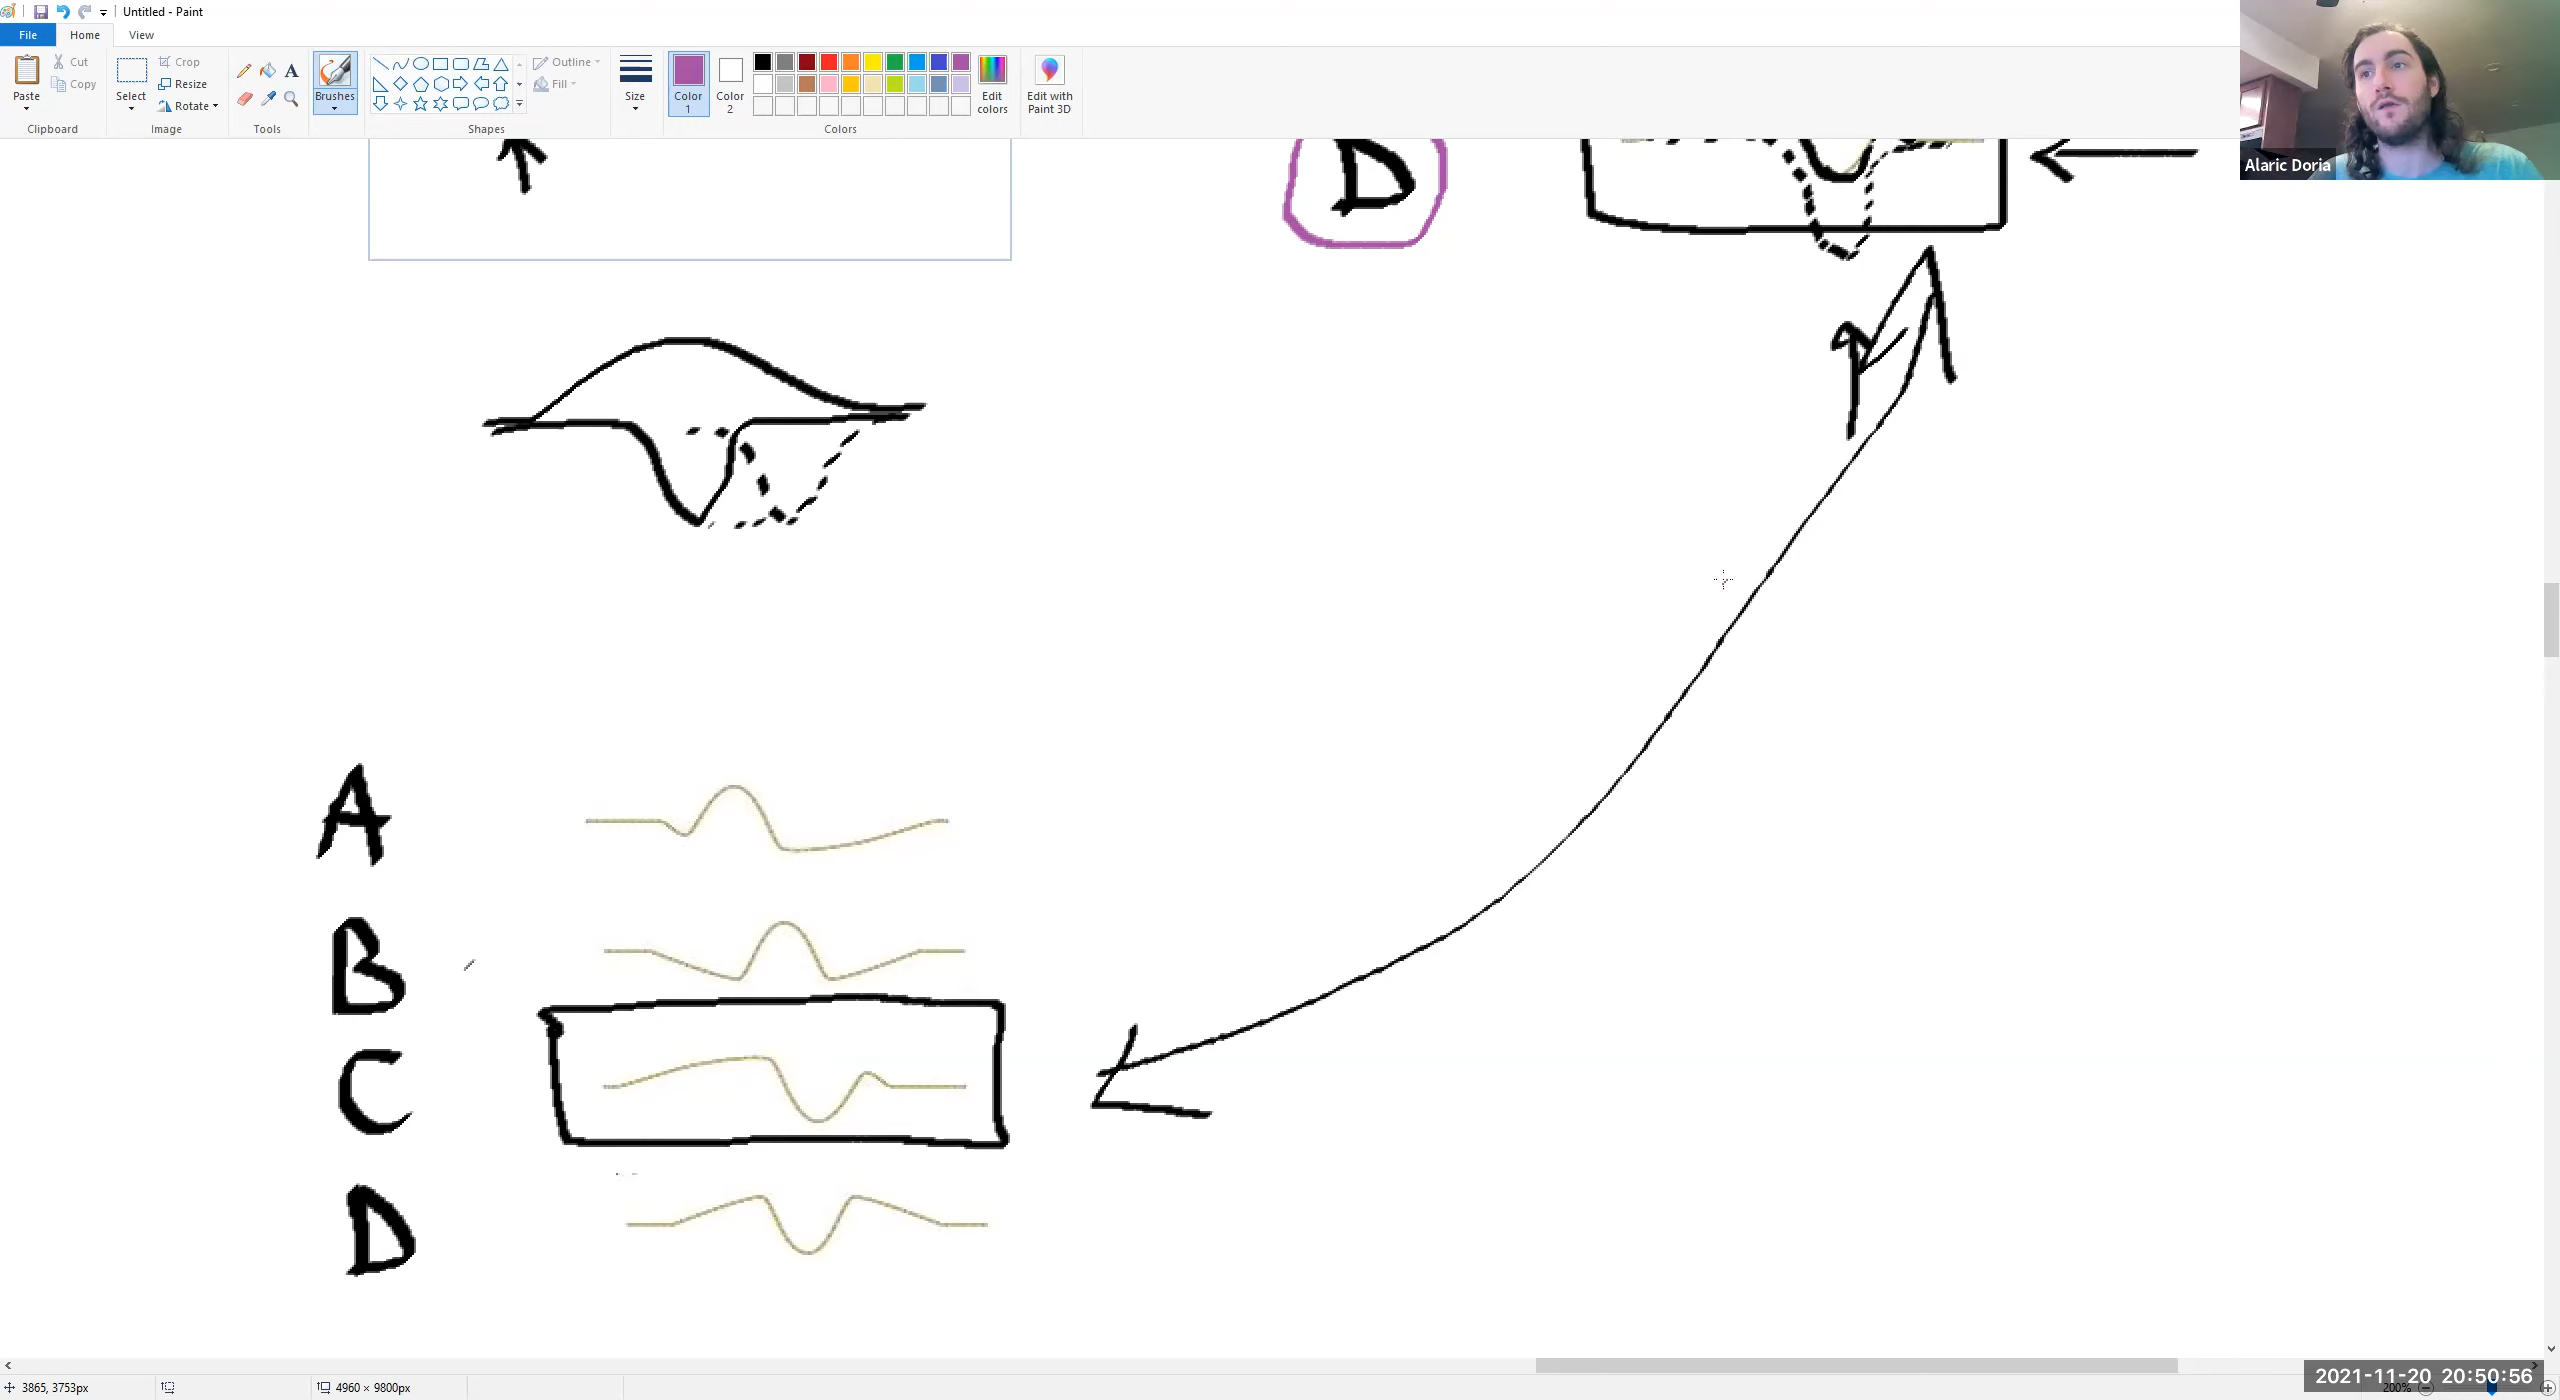 Untitled - Paint
File Home View
Paste Cut Copy Select Crop Resize Rotate Brushes Outline Fill Size Color 1 Color 2 Edit colors Edit with Paint 3D
Clipboard Image Tools Shapes Colors
Alaric Doria
D
A
B
C
D
3865, 3753px 4960 × 9800px 200%
2021-11-20 20:50:56